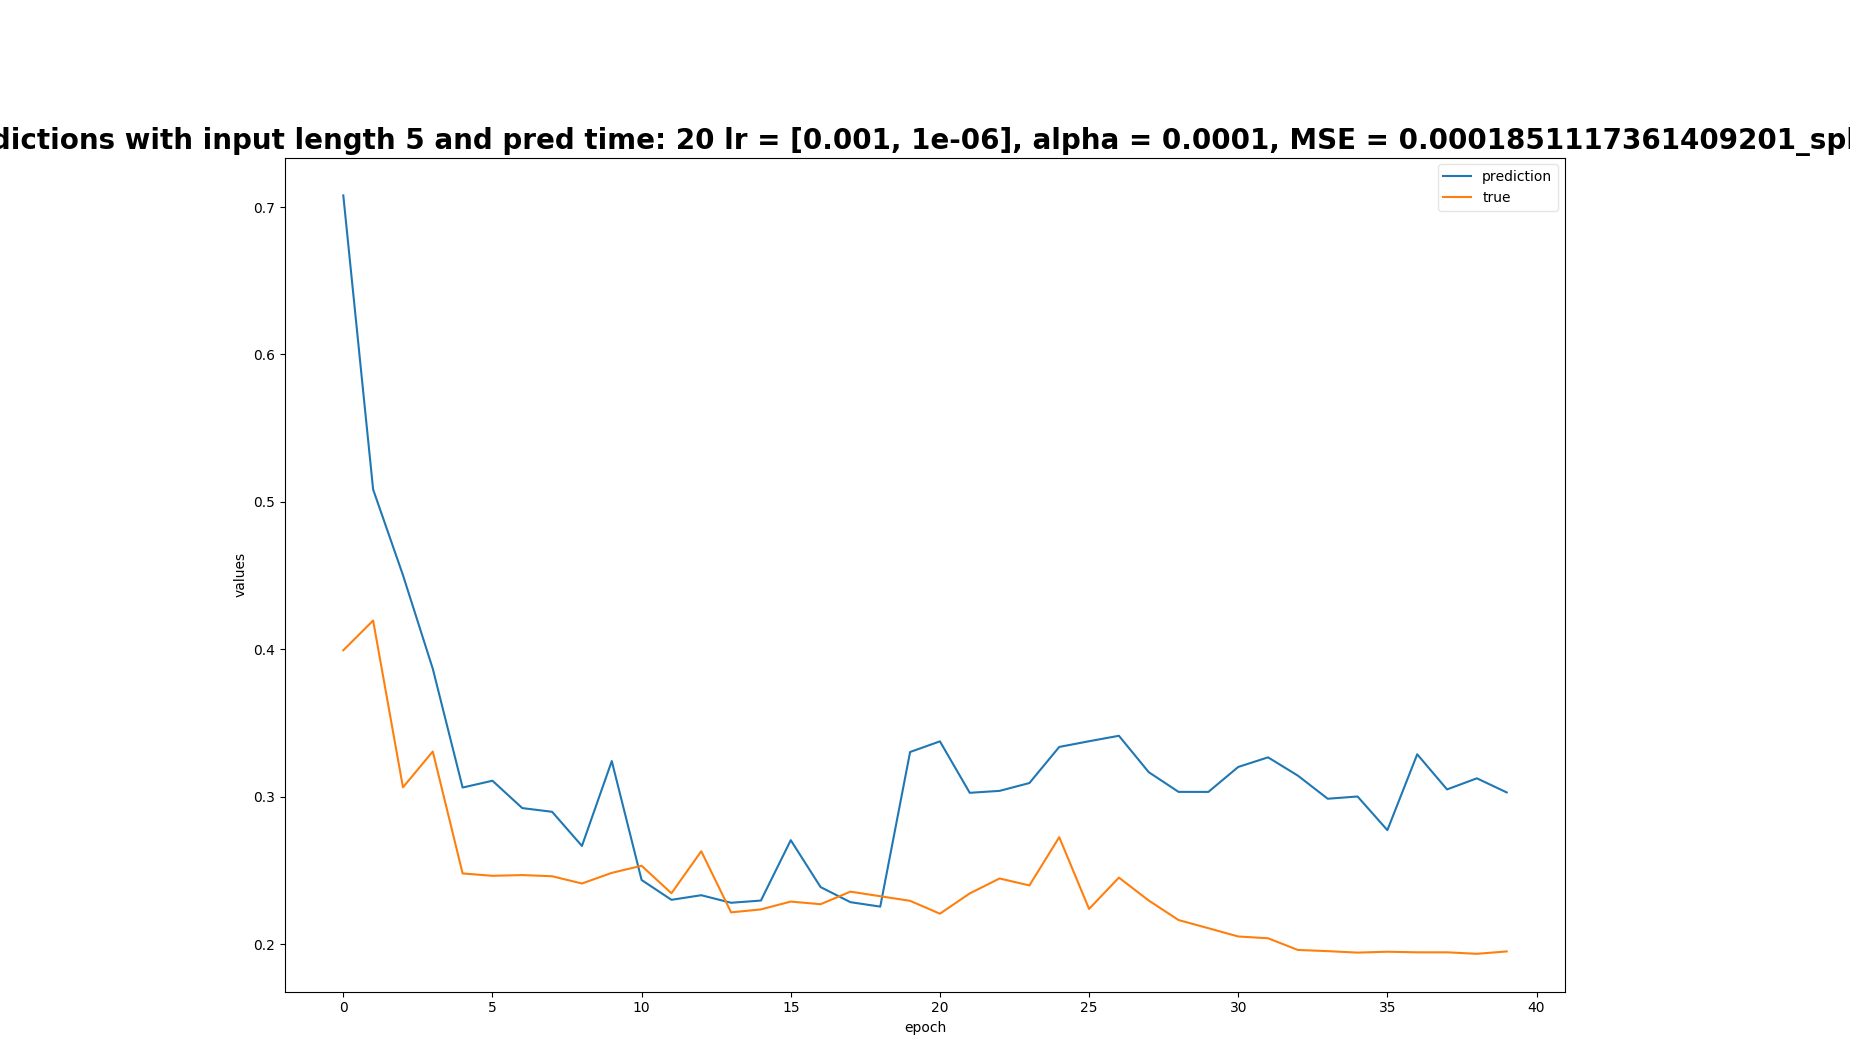 dictions with input length 5 and pred time: 20 lr = [0.001, 1e-06], alpha = 0.0001, MSE = 0.0001851117361409201_spl
prediction
true
0.7
0.6
0.5
0.4
0.3
0.2
values
0 5 10 15 20 25 30 35 40
epoch